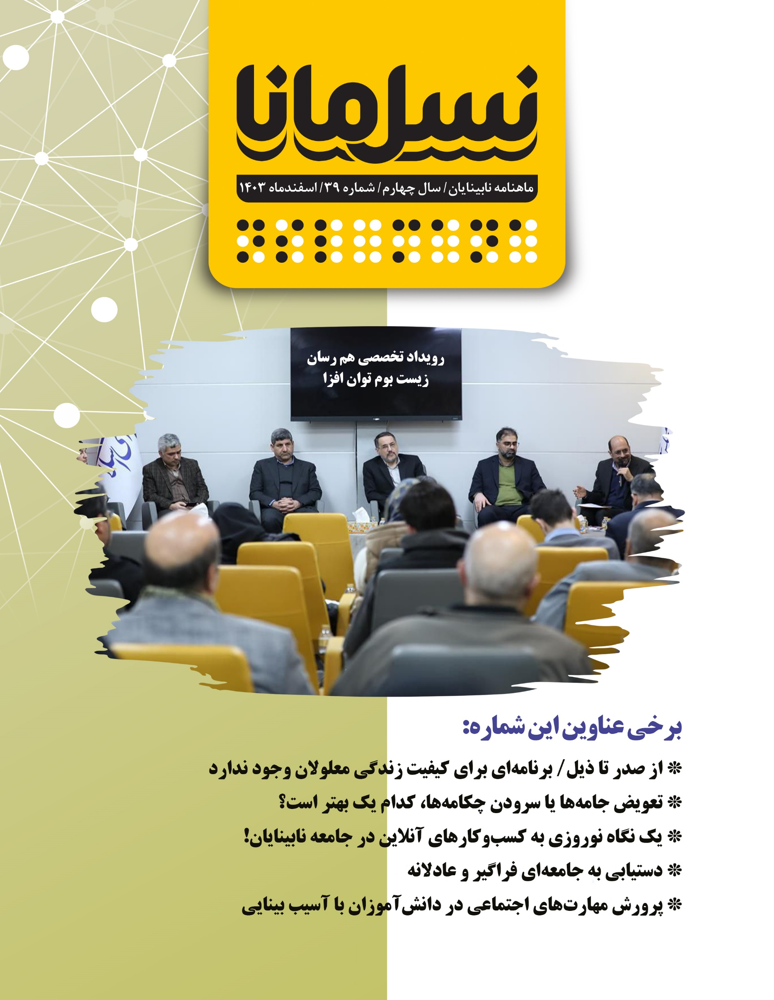 نسل مانا
ماهنامه نابینایان/ سال چهارم/ شماره ۳۹/ اسفندماه ۱۴۰۳
رویداد تخصصی هم رسان
زیست بوم توان افزا
برخی عناوین این شماره:
❊ از صدر تا ذیل/ برنامه‌ای برای کیفیت زندگی معلولان وجود ندارد
❊ تعویض جامه‌ها یا سرودن چکامه‌ها، کدام یک بهتر است؟
❊ یک نگاه نوروزی به کسب‌وکارهای آنلاین در جامعه نابینایان!
❊ دستیابی به جامعه‌ای فراگیر و عادلانه
❊ پرورش مهارت‌های اجتماعی در دانش‌آموزان با آسیب بینایی